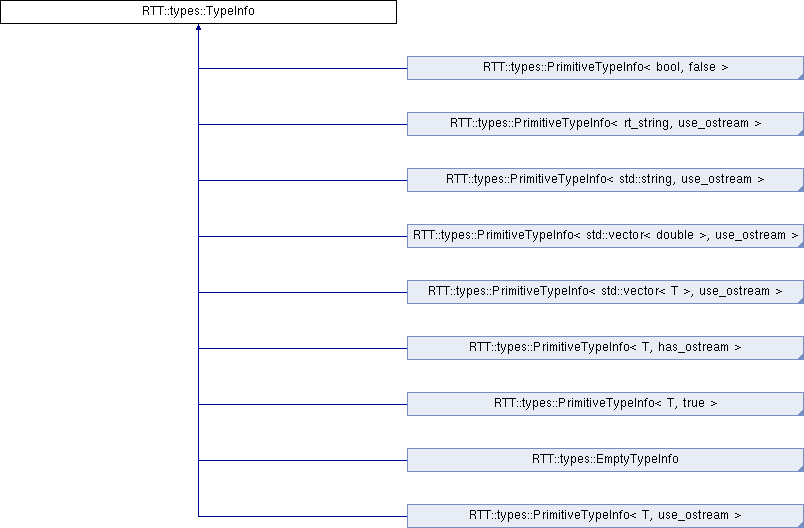 RTT::types::TypeInfo
RTT::types::PrimitiveTypeInfo< bool, false >
RTT::types::PrimitiveTypeInfo< rt_string, use_ostream >
RTT::types::PrimitiveTypeInfo< std::string, use_ostream >
RTT::types::PrimitiveTypeInfo< std::vector< double >, use_ostream >
RTT::types::PrimitiveTypeInfo< std::vector< T >, use_ostream >
RTT::types::PrimitiveTypeInfo< T, has_ostream >
RTT::types::PrimitiveTypeInfo< T, true >
RTT::types::EmptyTypeInfo
RTT::types::PrimitiveTypeInfo< T, use_ostream >